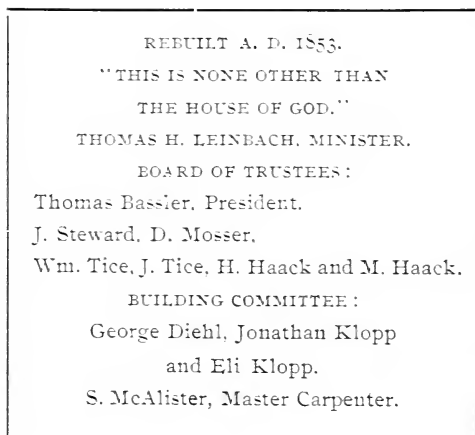 REBUILT A. D. 1853.
"THIS IS NONE OTHER THAN
THE HOUSE OF GOD."
THOMAS H. LEINBACH, MINISTER.
BOARD OF TRUSTEES:
Thomas Bassler, President.
J. Steward, D. Mosser,
Wm. Tice, J. Tice, H. Haack and M. Haack.
BUILDING COMMITTEE:
George Diehl, Jonathan Klopp
and Eli Klopp.
S. McAlister, Master Carpenter.